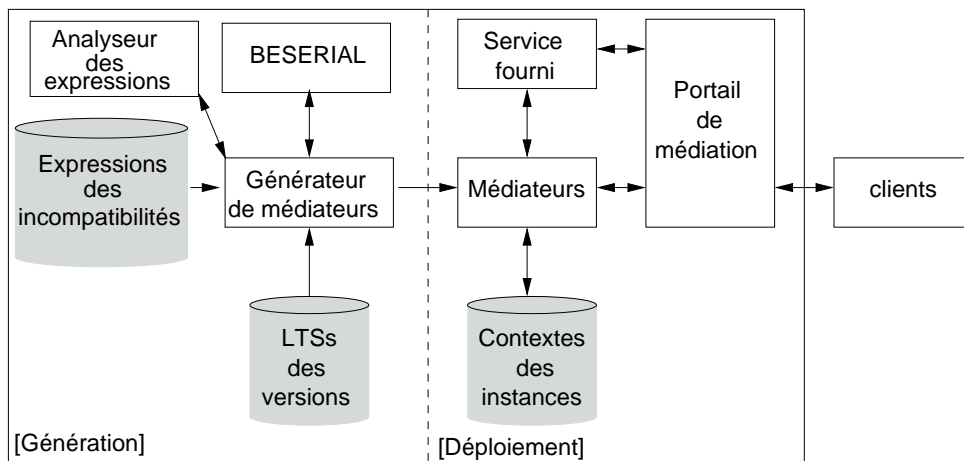 Analyseur
des
expressions
BESERIAL
Service
fourni
Portail
de
médiation
Expressions
des
incompatibilités
Générateur
de médiateurs
Médiateurs
clients
LTSs
des
versions
Contextes
des
instances
[Génération]
[Déploiement]